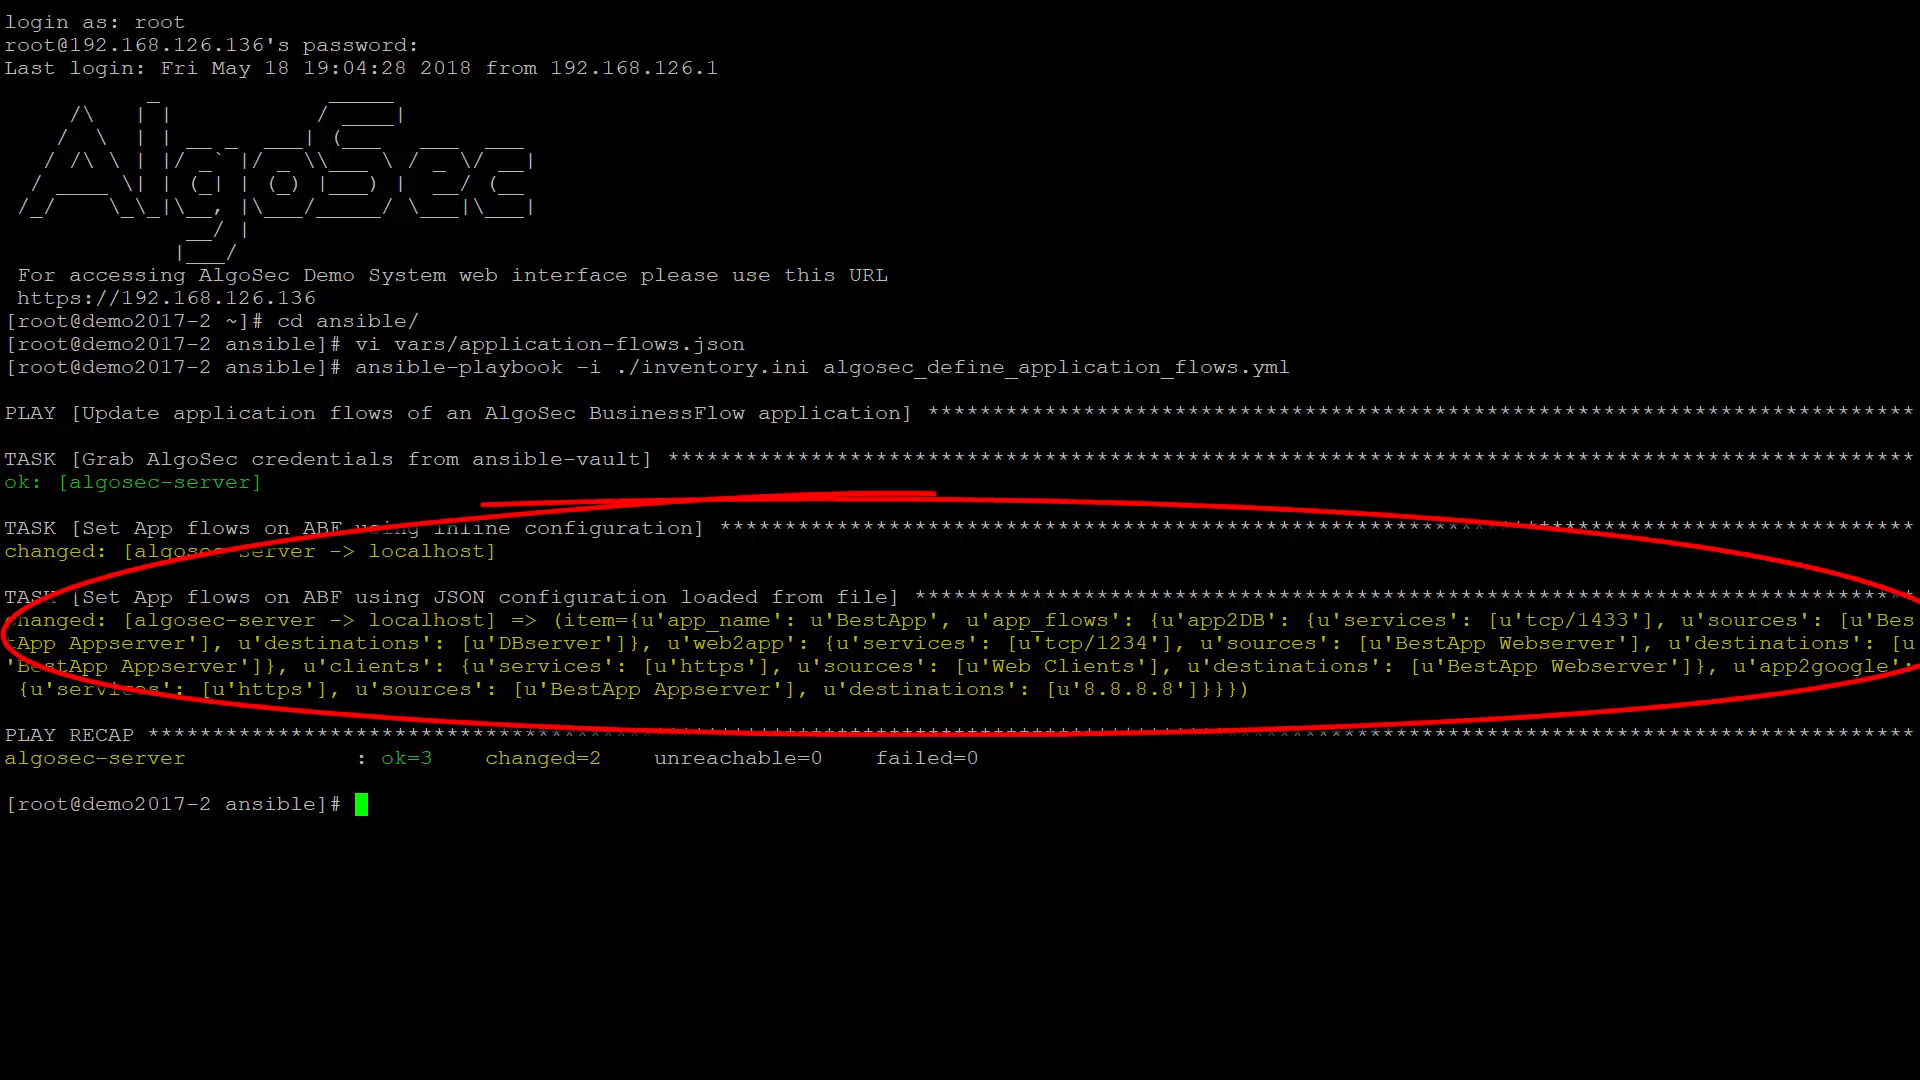 login as: root
root@192.168.126.136's password:
Last login: Fri May 18 19:04:28 2018 from 192.168.126.1
AlgoSec
For accessing AlgoSec Demo System web interface please use this URL
https://192.168.126.136
[root@demo2017-2 ~]# cd ansible/
[root@demo2017-2 ansible]# vi vars/application-flows.json
[root@demo2017-2 ansible]# ansible-playbook -i ./inventory.ini algosec_define_application_flows.yml
PLAY [Update application flows of an AlgoSec BusinessFlow application] ****************************************************************************
TASK [Grab AlgoSec credentials from ansible-vault] ************************************************************************************************
ok: [algosec-server]
TASK [Set App flows on ABF using inline configuration] ********************************************************************************************
changed: [algosec-server -> localhost]
TASK [Set App flows on ABF using JSON configuration loaded from file] *****************************************************************************
changed: [algosec-server -> localhost] => (item={u'app_name': u'BestApp', u'app_flows': {u'app2DB': {u'services': [u'tcp/1433'], u'sources': [u'Bes
tApp Appserver'], u'destinations': [u'DBserver']}, u'web2app': {u'services': [u'tcp/1234'], u'sources': [u'BestApp Webserver'], u'destinations': [u
'BestApp Appserver']}, u'clients': {u'services': [u'https'], u'sources': [u'Web Clients'], u'destinations': [u'BestApp Webserver']}, u'app2google':
{u'services': [u'https'], u'sources': [u'BestApp Appserver'], u'destinations': [u'8.8.8.8']}}})
PLAY RECAP ****************************************************************************************************************************************
algosec-server : ok=3 changed=2 unreachable=0 failed=0
[root@demo2017-2 ansible]#